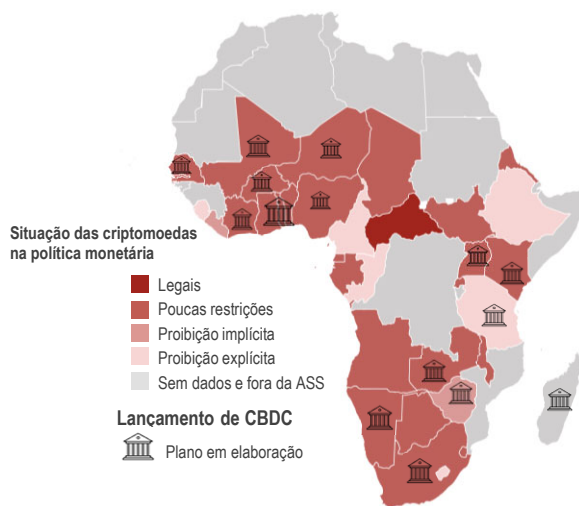 Situação das criptomoedas
na política monetária
Legais
Poucas restrições
Proibição implícita
Proibição explícita
Sem dados e fora da ASS
Lançamento de CBDC
Plano em elaboração